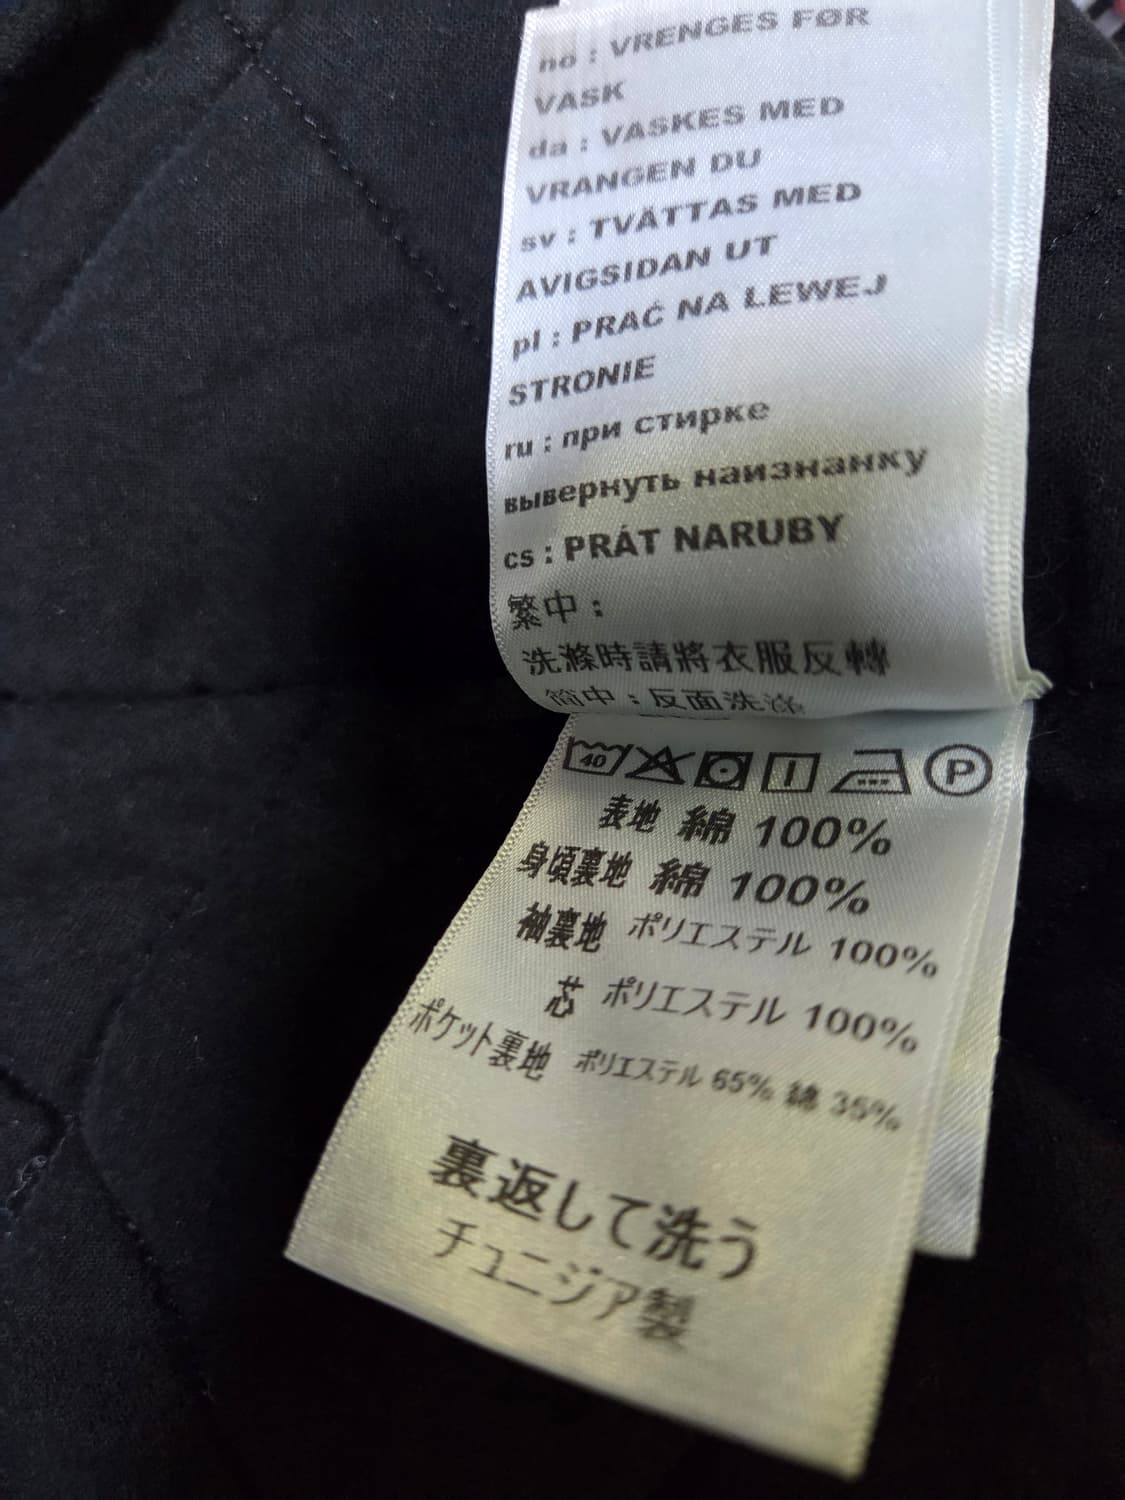 no : VRENGES FØR
VASK
da : VASKES MED
VRANGEN DU
sv : TVÄTTAS MED
AVIGSIDAN UT
pl : PRAĆ NA LEWEJ
STRONIE
ru : при стирке
вывернуть наизнанку
cs : PRÁT NARUBY
繁中 :
洗滌時請將衣服反轉
简中 : 反面洗涤
40 P
表地 綿 100%
身頃裏地 綿 100%
袖裏地 ポリエステル 100%
芯 ポリエステル 100%
ポケット裏地 ポリエステル 65% 綿 35%
裏返して洗う
チュニジア製